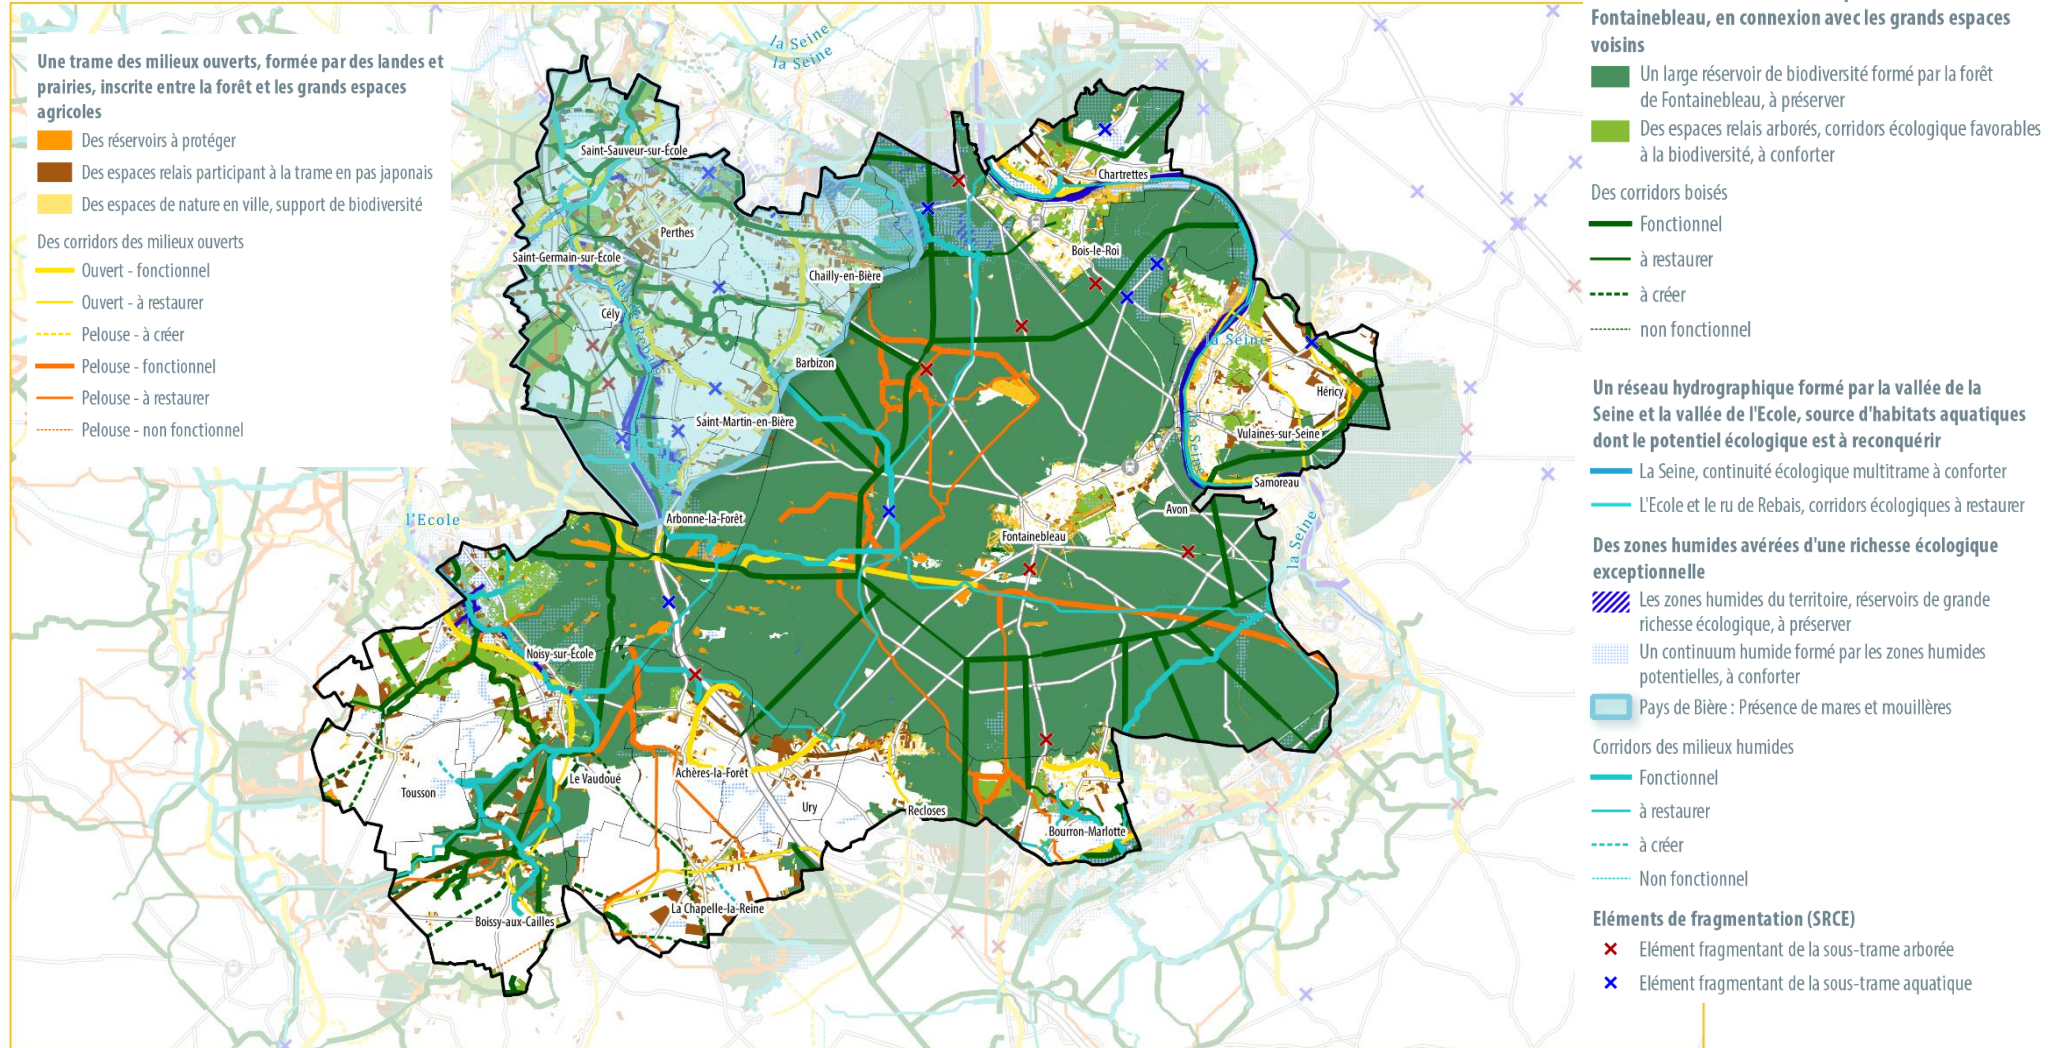 Une trame des milieux ouverts, formée par des landes et
prairies, inscrite entre la forêt et les grands espaces
agricoles
Des réservoirs à protéger
Des espaces relais participant à la trame en pas japonais
Des espaces de nature en ville, support de biodiversité
Des corridors des milieux ouverts
Ouvert - fonctionnel
Ouvert - à restaurer
Pelouse - à créer
Pelouse - fonctionnel
Pelouse - à restaurer
Pelouse - non fonctionnel
la Seine
la Seine
Saint-Sauveur-sur-École
Chartrettes
Perthes
Saint-Germain-sur-École
Bois-le-Roi
Chailly-en-Bière
Cély
la Seine
Barbizon
Héricy
Saint-Martin-en-Bière
Vulaines-sur-Seine
la Seine
Samoreau
l'Ecole
Arbonne-la-Forêt
Avon
Fontainebleau
la Seine
Noisy-sur-École
Le Vaudoué
Achères-la-Forêt
Tousson
Ury
Recloses
Bourron-Marlotte
La Chapelle-la-Reine
Boissy-aux-Cailles
Fontainebleau, en connexion avec les grands espaces
voisins
Un large réservoir de biodiversité formé par la forêt
de Fontainebleau, à préserver
Des espaces relais arborés, corridors écologique favorables
à la biodiversité, à conforter
Des corridors boisés
Fonctionnel
à restaurer
à créer
non fonctionnel
Un réseau hydrographique formé par la vallée de la
Seine et la vallée de l'Ecole, source d'habitats aquatiques
dont le potentiel écologique est à reconquérir
La Seine, continuité écologique multitrame à conforter
L'Ecole et le ru de Rebais, corridors écologiques à restaurer
Des zones humides avérées d'une richesse écologique
exceptionnelle
Les zones humides du territoire, réservoirs de grande
richesse écologique, à préserver
Un continuum humide formé par les zones humides
potentielles, à conforter
Pays de Bière : Présence de mares et mouillères
Corridors des milieux humides
Fonctionnel
à restaurer
à créer
Non fonctionnel
Eléments de fragmentation (SRCE)
Elément fragmentant de la sous-trame arborée
Elément fragmentant de la sous-trame aquatique